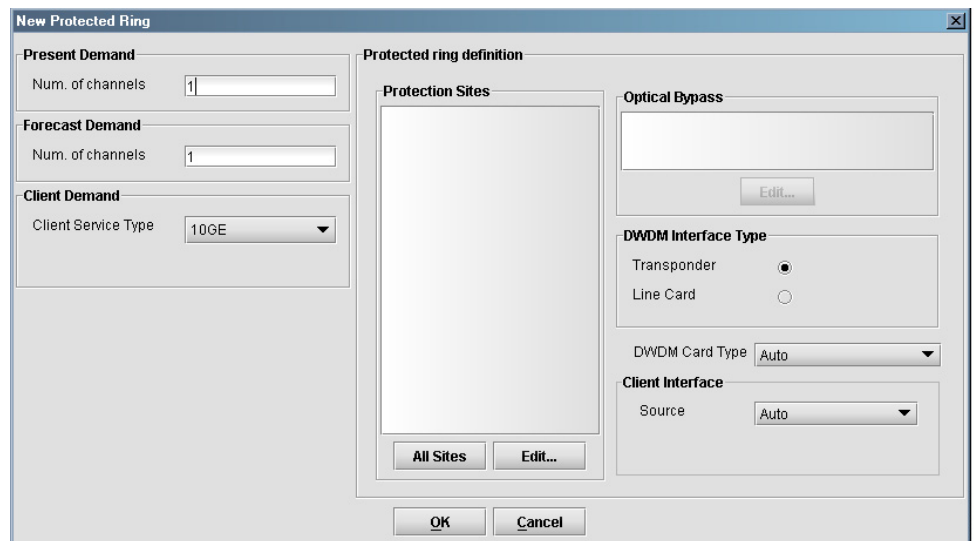 New Protected Ring
Present Demand
Num. of channels
1
Forecast Demand
Num. of channels
1
Client Demand
Client Service Type
10GE
Protected ring definition
Protection Sites
All Sites
Edit...
Optical Bypass
Edit...
DWDM Interface Type
Transponder
Line Card
DWDM Card Type
Auto
Client Interface
Source
Auto
OK
Cancel